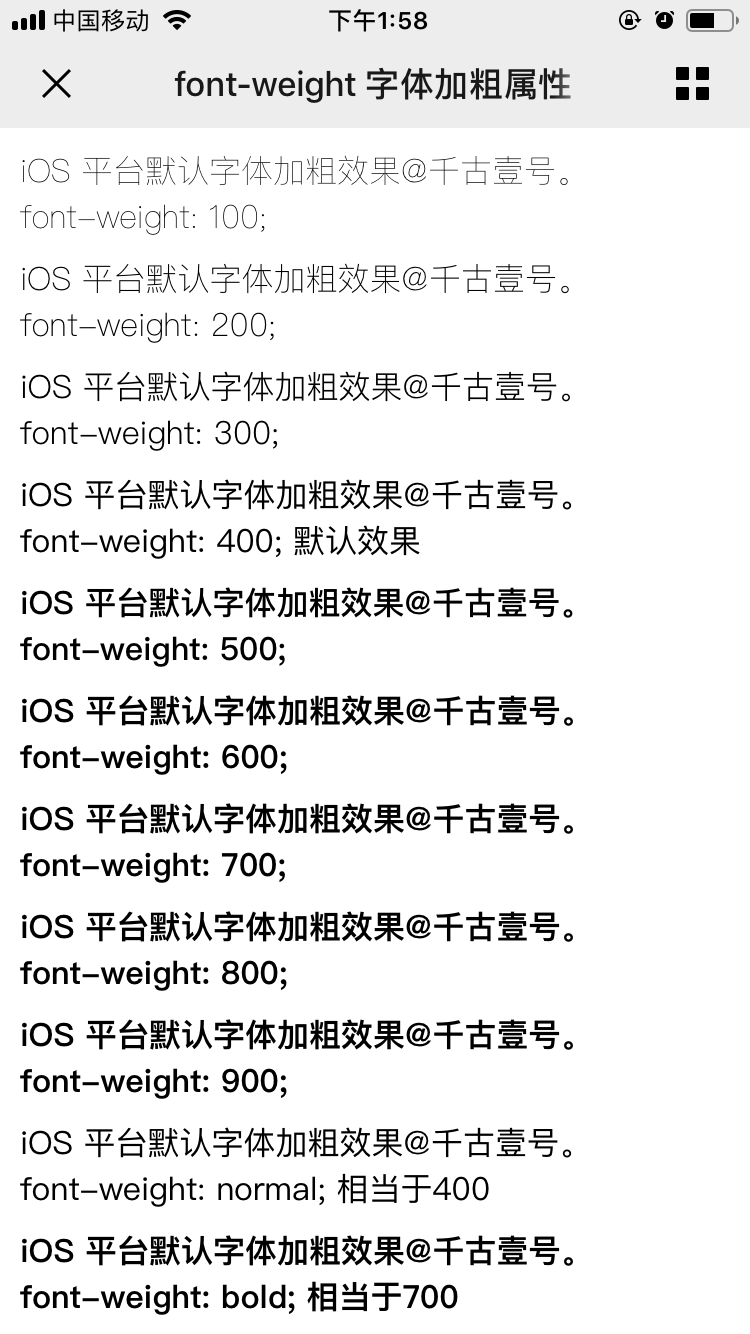 中国移动 下午1:58
font-weight 字体加粗属性
iOS 平台默认字体加粗效果@千古壹号。
font-weight: 100;
iOS 平台默认字体加粗效果@千古壹号。
font-weight: 200;
iOS 平台默认字体加粗效果@千古壹号。
font-weight: 300;
iOS 平台默认字体加粗效果@千古壹号。
font-weight: 400; 默认效果
iOS 平台默认字体加粗效果@千古壹号。
font-weight: 500;
iOS 平台默认字体加粗效果@千古壹号。
font-weight: 600;
iOS 平台默认字体加粗效果@千古壹号。
font-weight: 700;
iOS 平台默认字体加粗效果@千古壹号。
font-weight: 800;
iOS 平台默认字体加粗效果@千古壹号。
font-weight: 900;
iOS 平台默认字体加粗效果@千古壹号。
font-weight: normal; 相当于400
iOS 平台默认字体加粗效果@千古壹号。
font-weight: bold; 相当于700